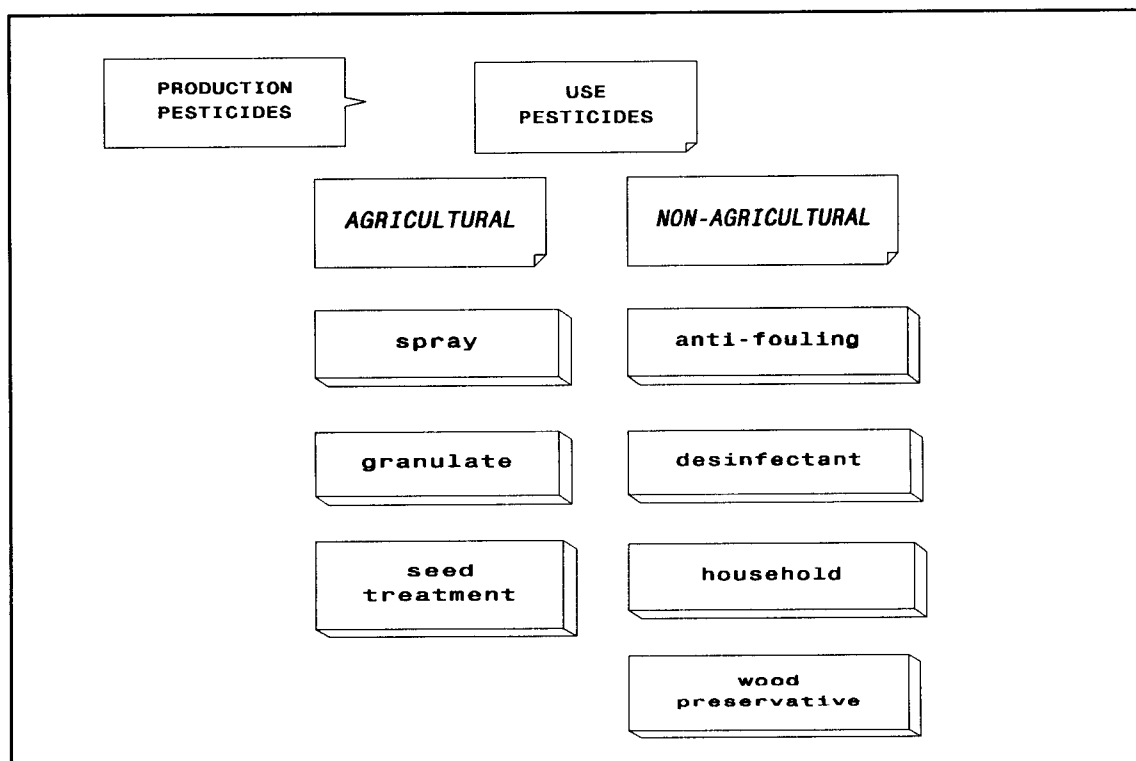 PRODUCTION
PESTICIDES
USE
PESTICIDES
AGRICULTURAL
NON-AGRICULTURAL
spray
anti-fouling
granulate
desinfectant
seed
treatment
household
wood
preservative